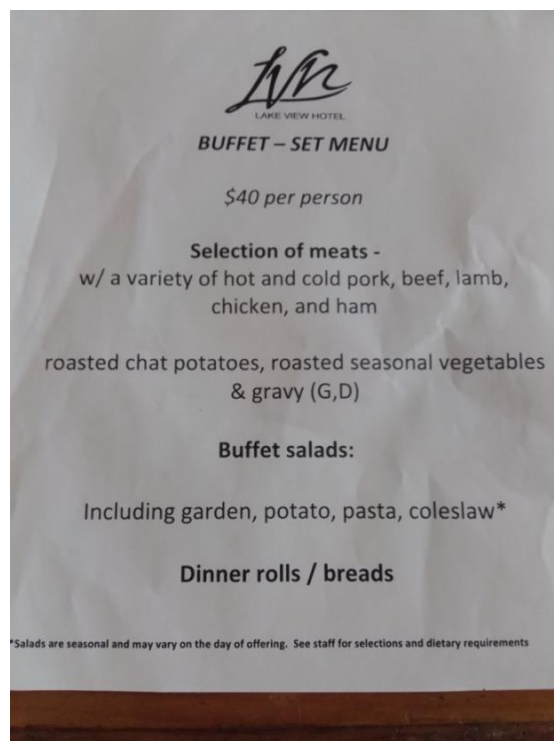 LVh
LAKE VIEW HOTEL
BUFFET – SET MENU
$40 per person
Selection of meats -
w/ a variety of hot and cold pork, beef, lamb,
chicken, and ham
roasted chat potatoes, roasted seasonal vegetables
& gravy (G,D)
Buffet salads:
Including garden, potato, pasta, coleslaw*
Dinner rolls / breads
*Salads are seasonal and may vary on the day of offering. See staff for selections and dietary requirements